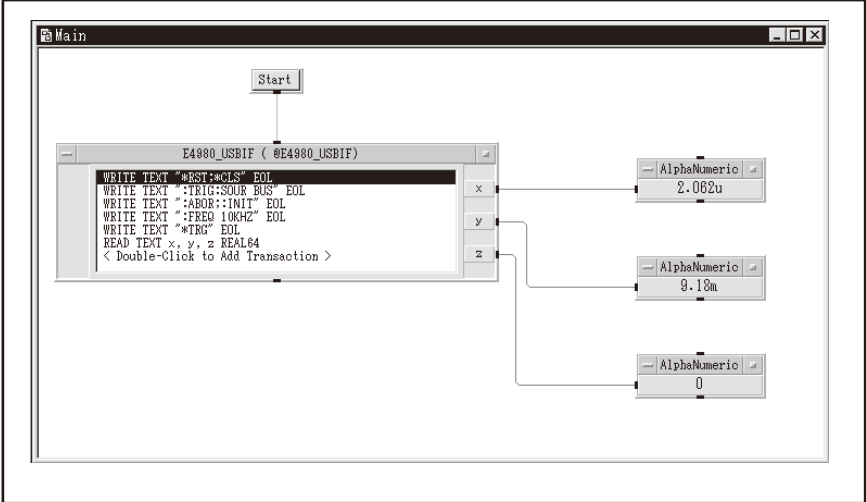 Main
Start
E4980_USBIF ( @E4980_USBIF)
WRITE TEXT "*RST;*CLS" EOL
WRITE TEXT ":TRIG:SOUR BUS" EOL
WRITE TEXT ":ABOR;:INIT" EOL
WRITE TEXT ":FREQ 10KHZ" EOL
WRITE TEXT "*TRG" EOL
READ TEXT x, y, z REAL64
< Double-Click to Add Transaction >
x
y
z
AlphaNumeric
2.062u
AlphaNumeric
9.18m
AlphaNumeric
0